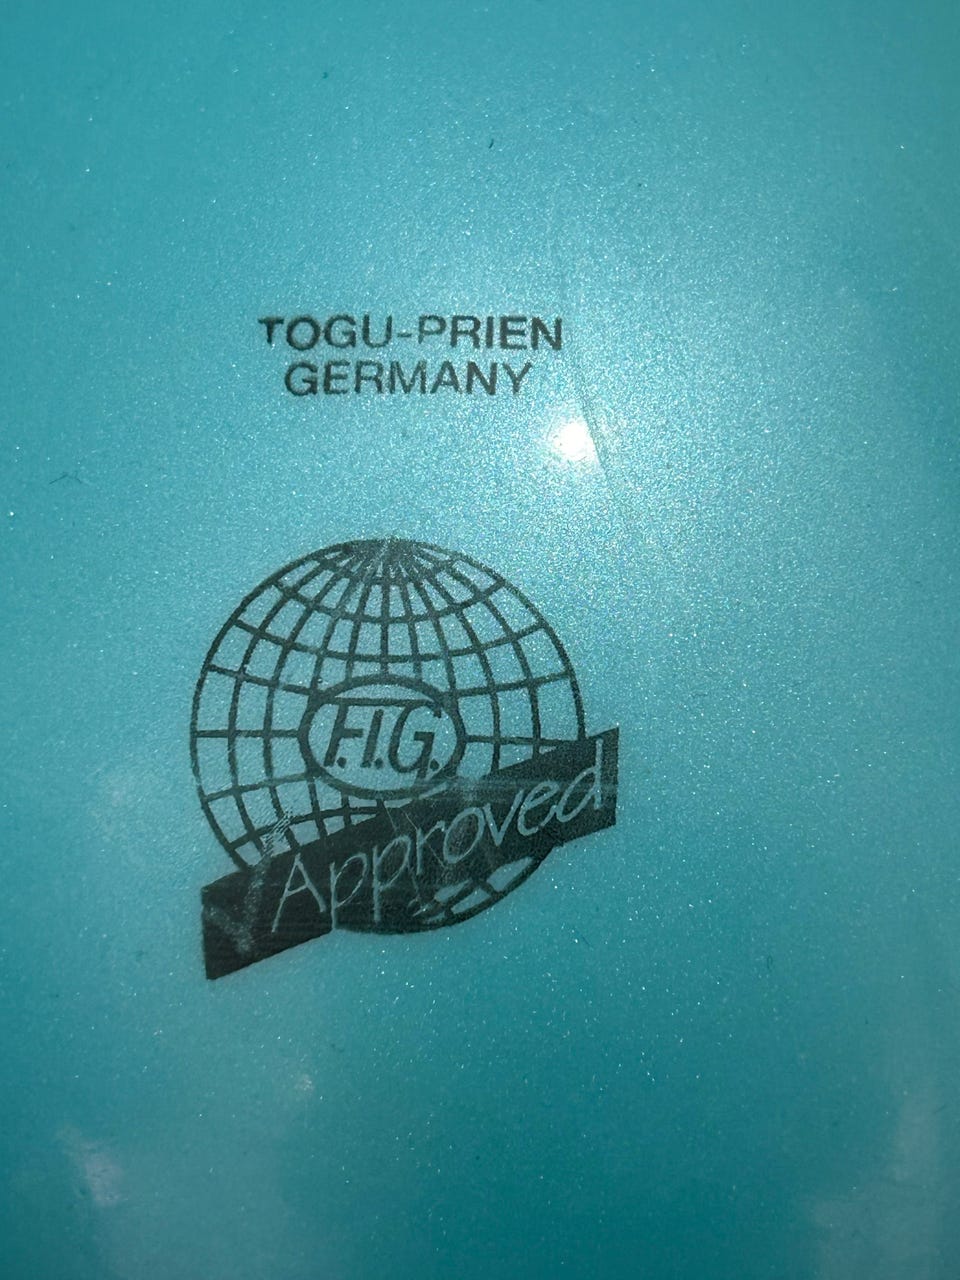 TOGU-PRIEN
GERMANY
F.I.G.
Approved